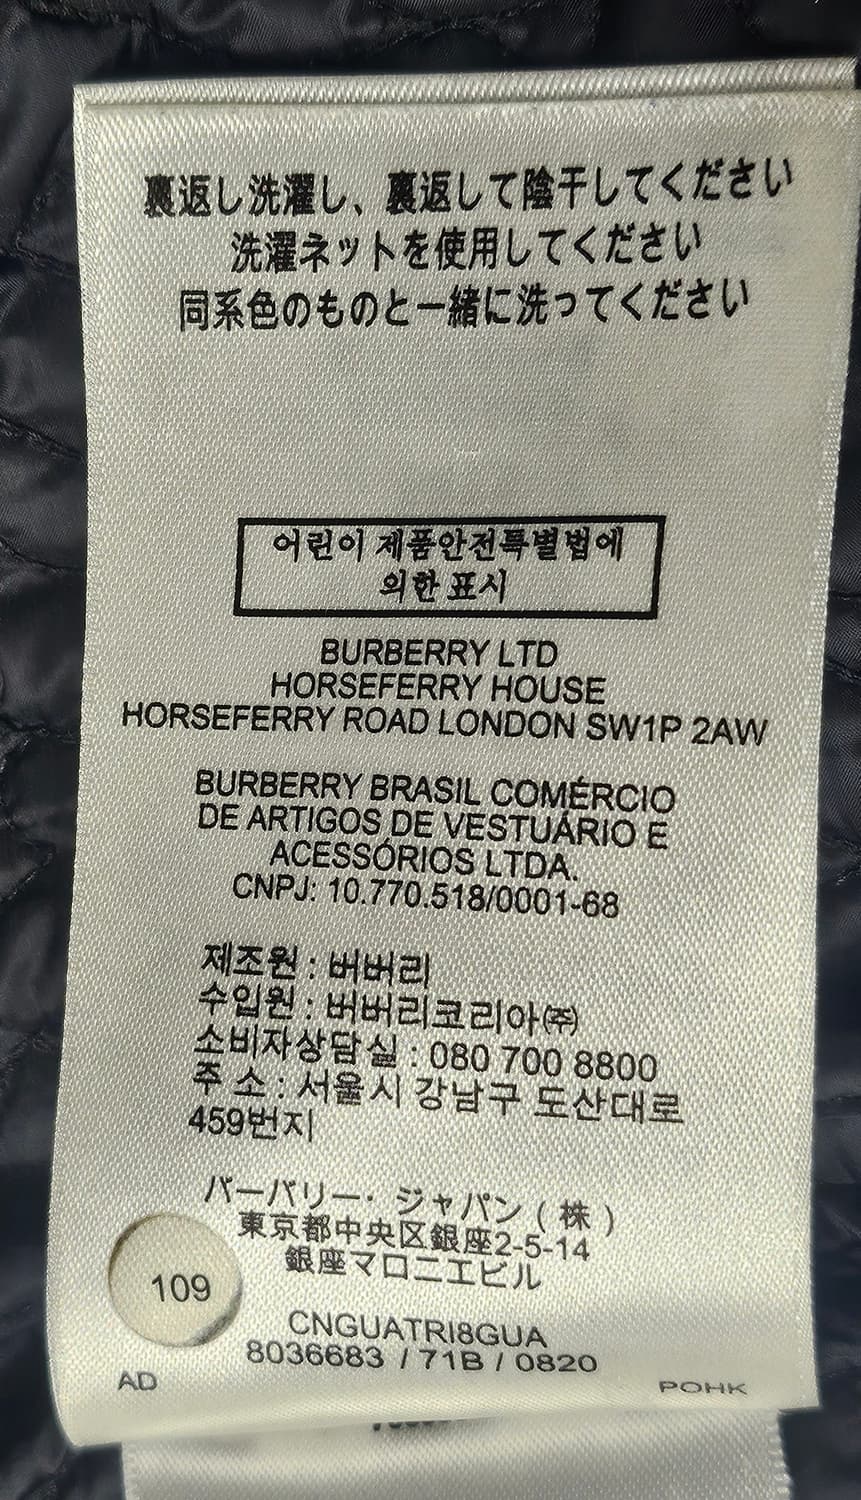 裏返し洗濯し、裏返して陰干してください
洗濯ネットを使用してください
同系色のものと一緒に洗ってください
어린이 제품안전특별법에
의한 표시
BURBERRY LTD
HORSEFERRY HOUSE
HORSEFERRY ROAD LONDON SW1P 2AW
BURBERRY BRASIL COMÉRCIO
DE ARTIGOS DE VESTUÁRIO E
ACESSÓRIOS LTDA.
CNPJ: 10.770.518/0001-68
제조원 : 버버리
수입원 : 버버리코리아㈜
소비자상담실 : 080 700 8800
주 소 : 서울시 강남구 도산대로
459번지
バーバリー・ジャパン ( 株 )
東京都中央区銀座2-5-14
銀座マロニエビル
109
CNGUATRI8GUA
8036683 / 71B / 0820
AD
POHK